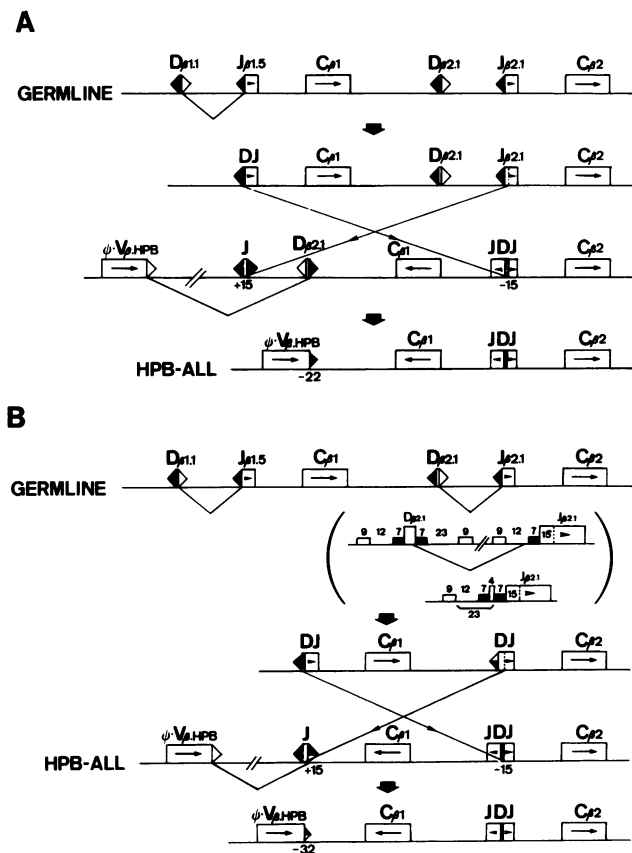 A
Dβ1.1 Jβ1.5 Cβ1 Dβ2.1 Jβ2.1 Cβ2
GERMLINE
DJ Cβ1 Dβ2.1 Jβ2.1 Cβ2
ψ·Vβ.HPB J Dβ2.1 Cβ1 JDJ Cβ2
+15 -15
ψ·Vβ.HPB Cβ1 JDJ Cβ2
HPB-ALL
-22
B
Dβ1.1 Jβ1.5 Cβ1 Dβ2.1 Jβ2.1 Cβ2
GERMLINE
Dβ2.1 Jβ2.1
9 12 7 7 23 9 9 12 7 15
Jβ2.1
9 12 7 4 7 15
23
DJ Cβ1 DJ Cβ2
ψ·Vβ.HPB J Cβ1 JDJ Cβ2
HPB-ALL
+15 -15
ψ·Vβ.HPB Cβ1 JDJ Cβ2
-32